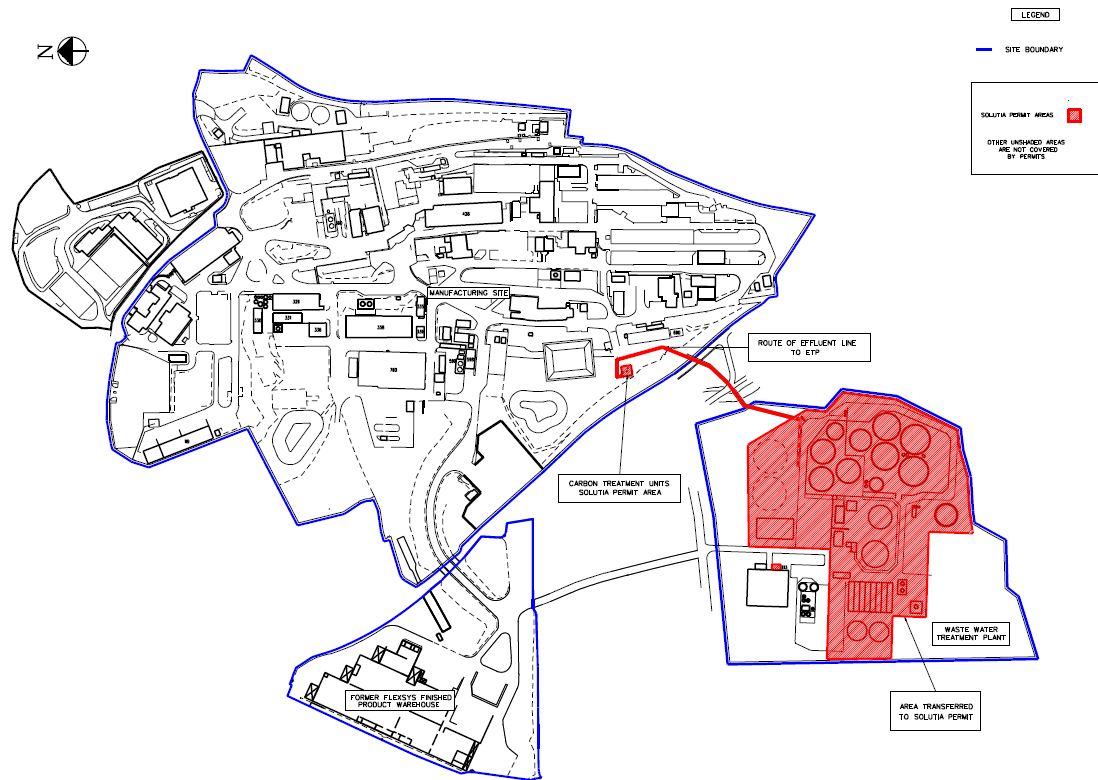 LEGEND
N
SITE BOUNDARY
SOLUTIA PERMIT AREAS
OTHER UNSHADED AREAS
ARE NOT COVERED
BY PERMITS
MANUFACTURING SITE
ROUTE OF EFFLUENT LINE
TO ETP
CARBON TREATMENT UNITS
SOLUTIA PERMIT AREA
WASTE WATER
TREATMENT PLANT
FORMER FLEXSYS FINISHED
PRODUCT WAREHOUSE
AREA TRANSFERRED
TO SOLUTIA PERMIT